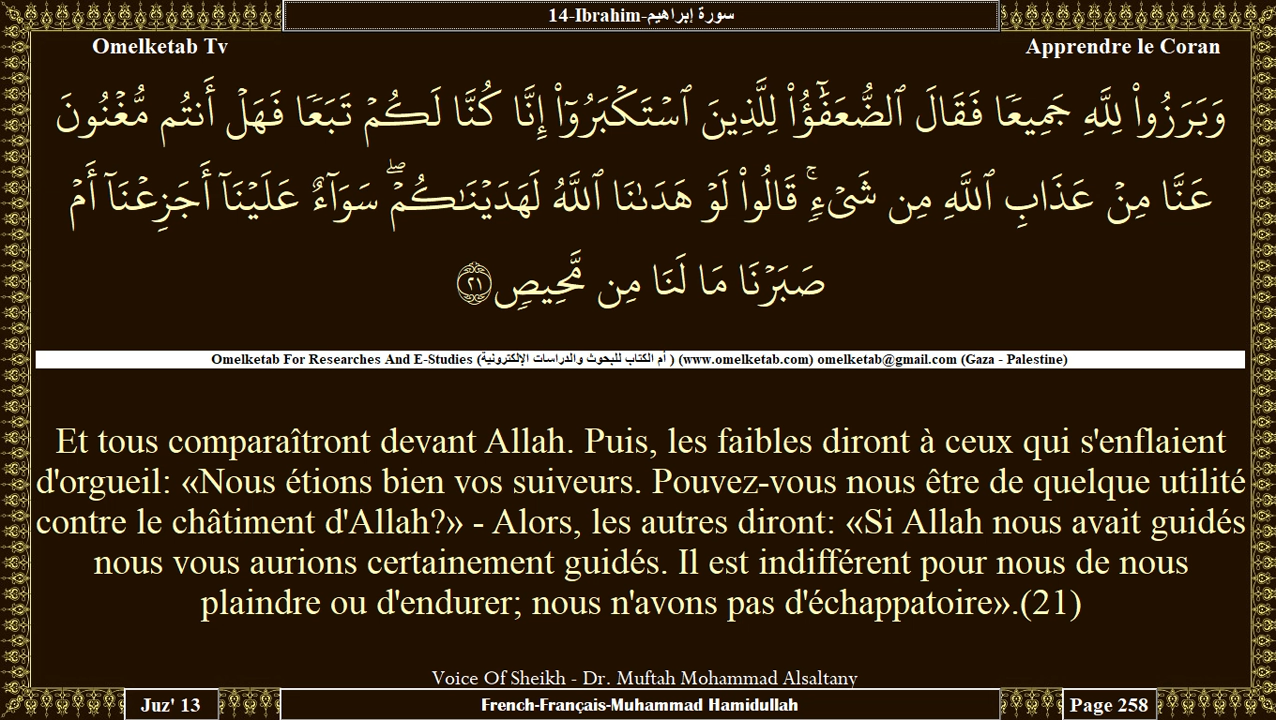 14-Ibrahim-سورة إبراهيم
Omelketab Tv
Apprendre le Coran
وَبَرَزُوا۟ لِلَّهِ جَمِيعًا فَقَالَ ٱلضُّعَفَٰٓؤُا۟ لِلَّذِينَ ٱسْتَكْبَرُوٓا۟ إِنَّا كُنَّا لَكُمْ تَبَعًا فَهَلْ أَنتُم مُّغْنُونَ
عَنَّا مِنْ عَذَابِ ٱللَّهِ مِن شَىْءٍ ۚ قَالُوا۟ لَوْ هَدَىٰنَا ٱللَّهُ لَهَدَيْنَٰكُمْ ۖ سَوَآءٌ عَلَيْنَآ أَجَزِعْنَآ أَمْ
صَبَرْنَا مَا لَنَا مِن مَّحِيصٍ ٢١
Omelketab For Researches And E-Studies (أم الكتاب للبحوث والدراسات الإلكترونية ) (www.omelketab.com) omelketab@gmail.com (Gaza - Palestine)
Et tous comparaîtront devant Allah. Puis, les faibles diront à ceux qui s'enflaient
d'orgueil: «Nous étions bien vos suiveurs. Pouvez-vous nous être de quelque utilité
contre le châtiment d'Allah?» - Alors, les autres diront: «Si Allah nous avait guidés
nous vous aurions certainement guidés. Il est indifférent pour nous de nous
plaindre ou d'endurer; nous n'avons pas d'échappatoire».(21)
Voice Of Sheikh - Dr. Muftah Mohammad Alsaltany
Juz' 13
French-Français-Muhammad Hamidullah
Page 258